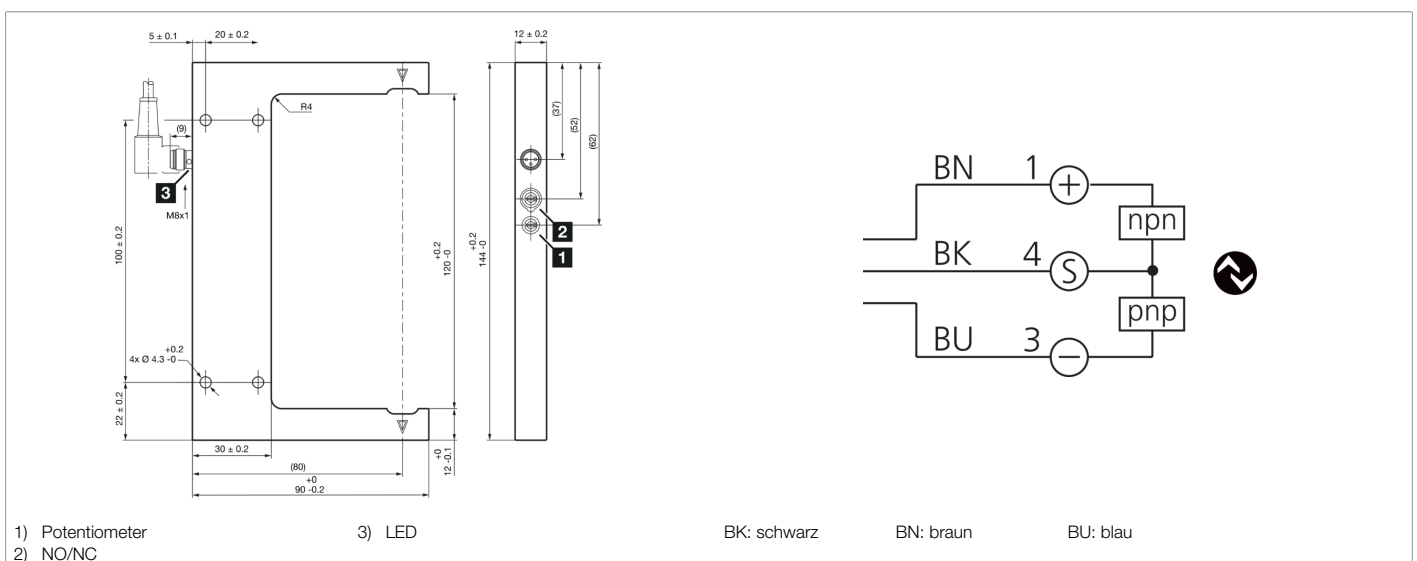 5 ± 0.1 20 ± 0.2 12 ± 0.2
R4
(9)
(37)
(52)
(62)
3
M8x1
2
1
100 ± 0.2
+0.2
120 -0
+0.2
144 -0
+0.2
4x Ø 4.3 -0
22 ± 0.2
30 ± 0.2
(80)
+0
90 -0.2
+0
12 -0.1
BN 1 +
npn
BK 4 S
pnp
BU 3 −
1) Potentiometer 3) LED BK: schwarz BN: braun BU: blau
2) NO/NC